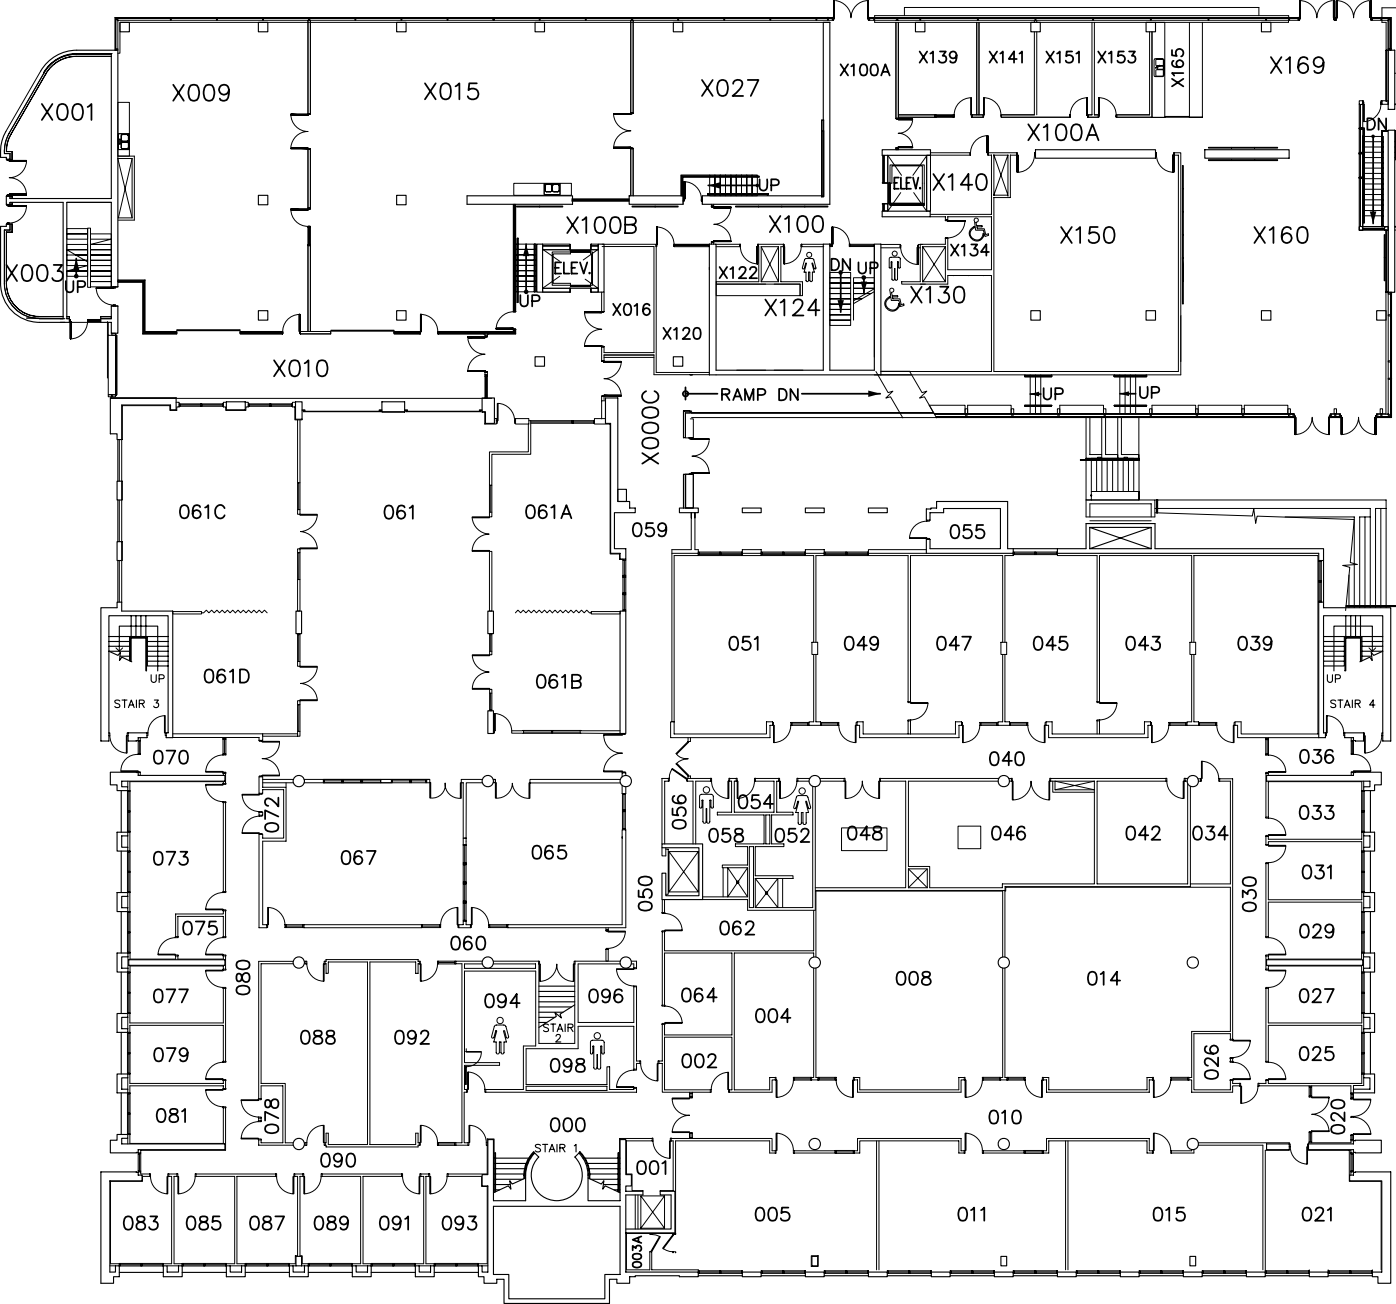 X139
X141
X151
X153
X165
X169
X100A
X001
X009
X015
X027
X100A
DN
ELEV.
X140
UP
X100B
X100
X134
X150
X160
X003
UP
ELEV.
UP
X122
DN
UP
X016
X120
X124
X130
X010
RAMP DN
UP
UP
X000C
061C
061
061A
059
055
051
049
047
045
043
039
061D
061B
UP
STAIR 3
UP
STAIR 4
070
040
036
072
056
054
058
052
048
046
042
034
033
073
067
065
031
050
030
075
060
062
029
080
077
094
096
064
008
014
027
088
092
STAIR
2
004
079
098
002
026
025
081
078
000
010
020
STAIR 1
090
001
083
085
087
089
091
093
005
011
015
021
003A